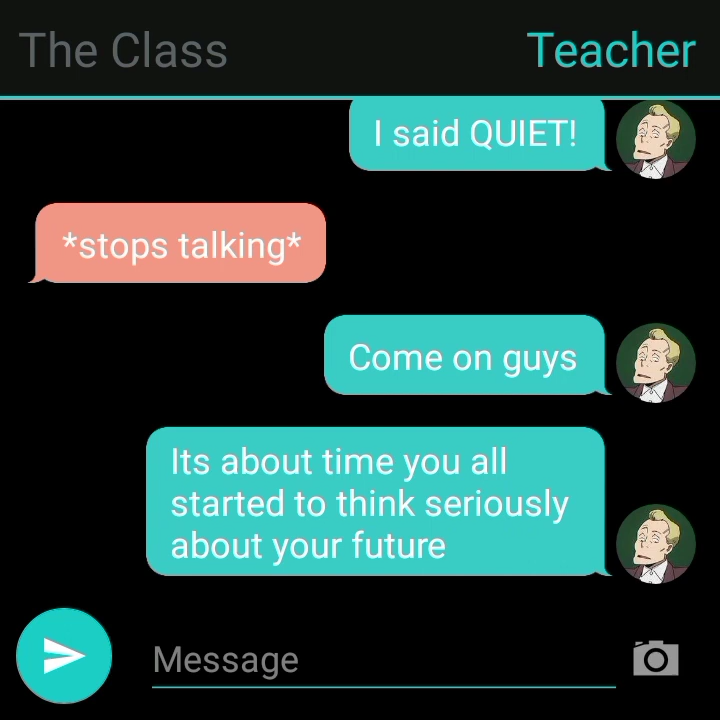 The Class
Teacher
I said QUIET!
*stops talking*
Come on guys
Its about time you all
started to think seriously
about your future
Message